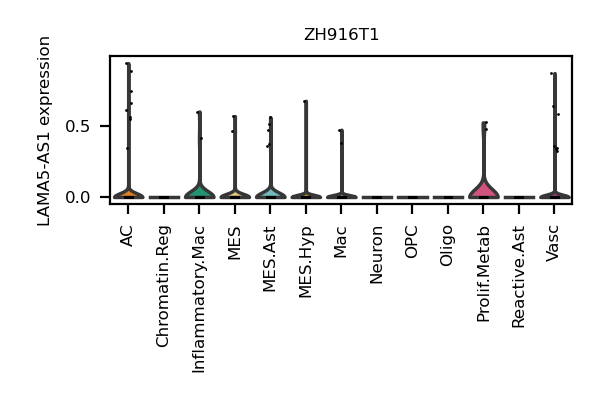 ZH916T1
LAMA5-AS1 expression
0.5
0.0
AC
Chromatin.Reg
Inflammatory.Mac
MES
MES.Ast
MES.Hyp
Mac
Neuron
OPC
Oligo
Prolif.Metab
Reactive.Ast
Vasc